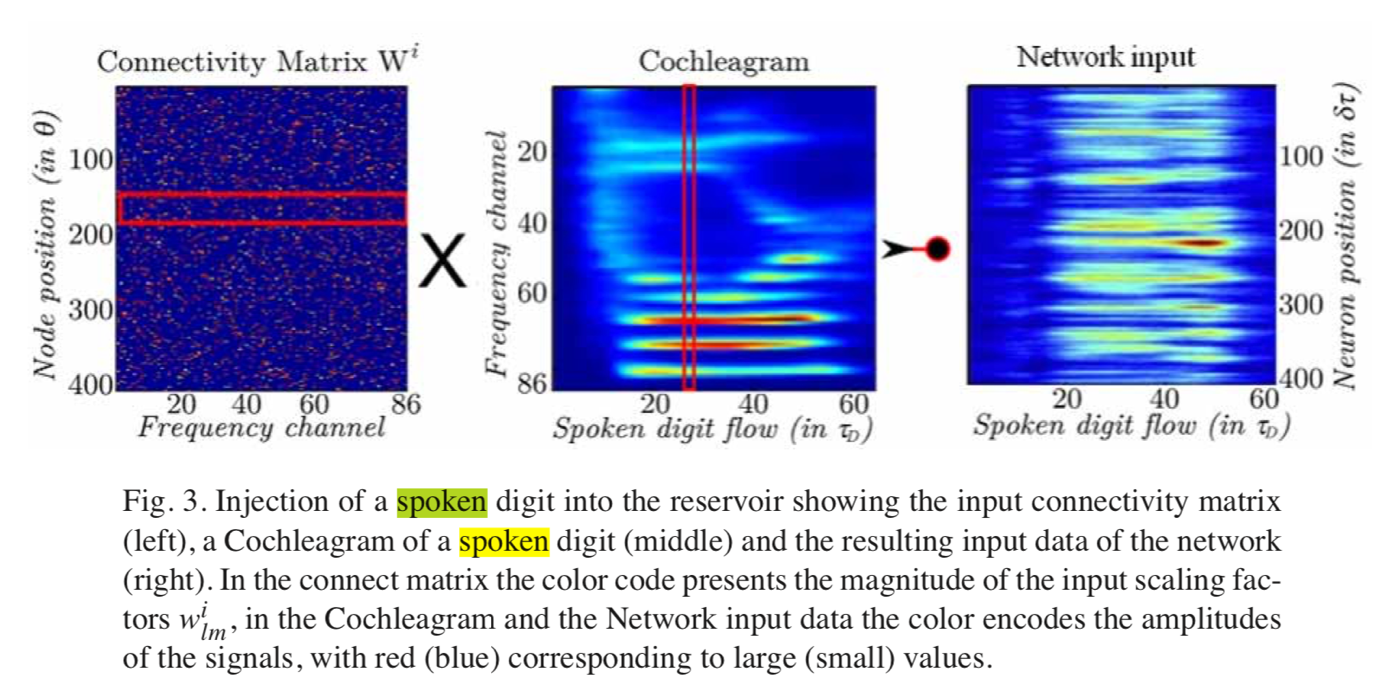 Connectivity Matrix Wⁱ
Cochleagram
Network input
Node position (in θ)
100
200
300
400
20 40 60 86
Frequency channel
X
Frequency channel
20
40
60
86
20 40 60
Spoken digit flow (in τ_D)
100
200
300
400
Neuron position (in δτ)
20 40 60
Spoken digit flow (in τ_D)
Fig. 3. Injection of a spoken digit into the reservoir showing the input connectivity matrix
(left), a Cochleagram of a spoken digit (middle) and the resulting input data of the network
(right). In the connect matrix the color code presents the magnitude of the input scaling fac-
tors wⁱ_lm, in the Cochleagram and the Network input data the color encodes the amplitudes
of the signals, with red (blue) corresponding to large (small) values.